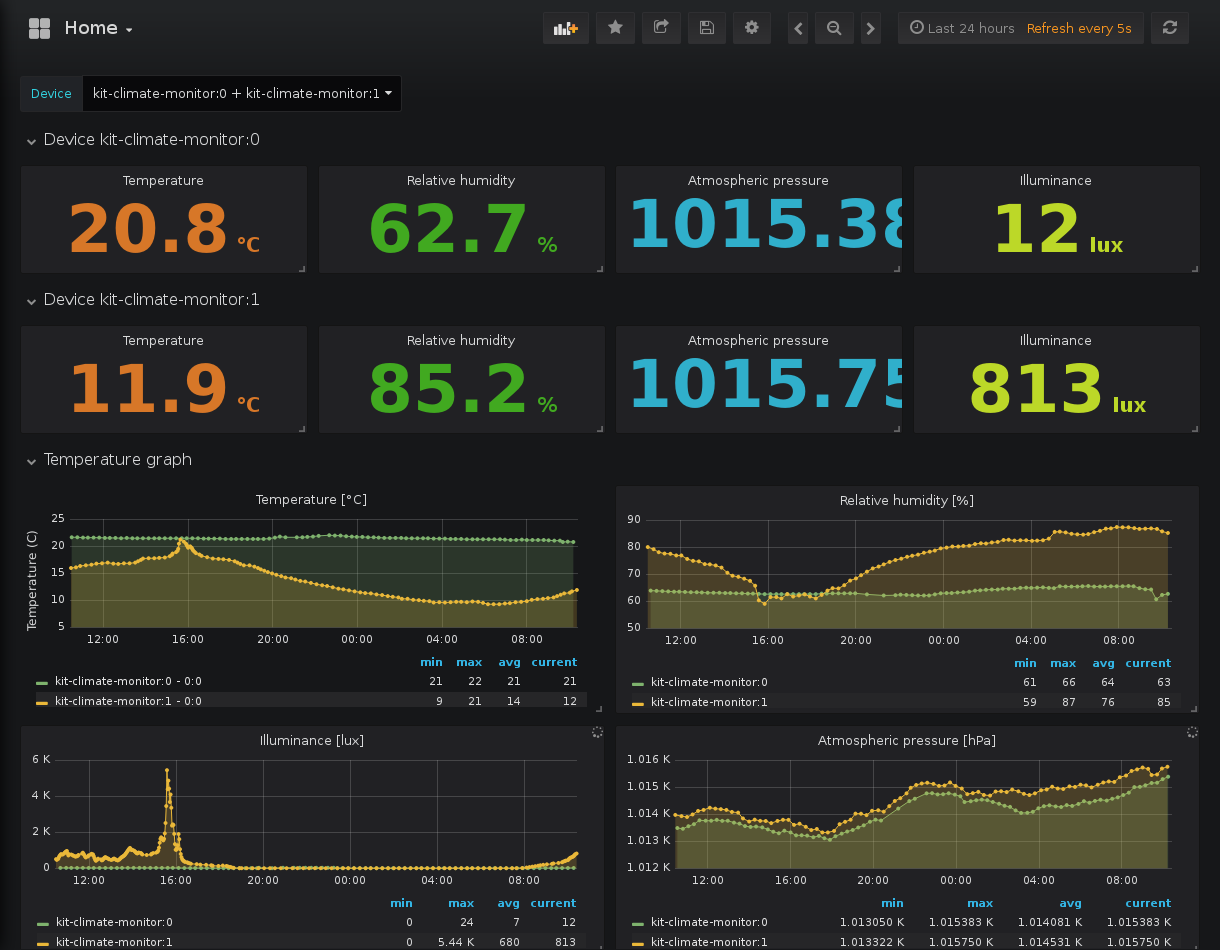 Home
Last 24 hours Refresh every 5s
Device kit-climate-monitor:0 + kit-climate-monitor:1
Device kit-climate-monitor:0
Temperature Relative humidity Atmospheric pressure Illuminance
20.8 °C 62.7 % 1015.38 12 lux
Device kit-climate-monitor:1
Temperature Relative humidity Atmospheric pressure Illuminance
11.9 °C 85.2 % 1015.75 813 lux
Temperature graph
Temperature [°C]
Temperature (C)
25
20
15
10
5
12:00 16:00 20:00 00:00 04:00 08:00
min max avg current
kit-climate-monitor:0 - 0:0 21 22 21 21
kit-climate-monitor:1 - 0:0 9 21 14 12
Relative humidity [%]
90
80
70
60
50
12:00 16:00 20:00 00:00 04:00 08:00
min max avg current
kit-climate-monitor:0 61 66 64 63
kit-climate-monitor:1 59 87 76 85
Illuminance [lux]
6 K
4 K
2 K
0
12:00 16:00 20:00 00:00 04:00 08:00
min max avg current
kit-climate-monitor:0 0 24 7 12
kit-climate-monitor:1 0 5.44 K 680 813
Atmospheric pressure [hPa]
1.016 K
1.015 K
1.014 K
1.013 K
1.012 K
12:00 16:00 20:00 00:00 04:00 08:00
min max avg current
kit-climate-monitor:0 1.013050 K 1.015383 K 1.014081 K 1.015383 K
kit-climate-monitor:1 1.013322 K 1.015750 K 1.014531 K 1.015750 K